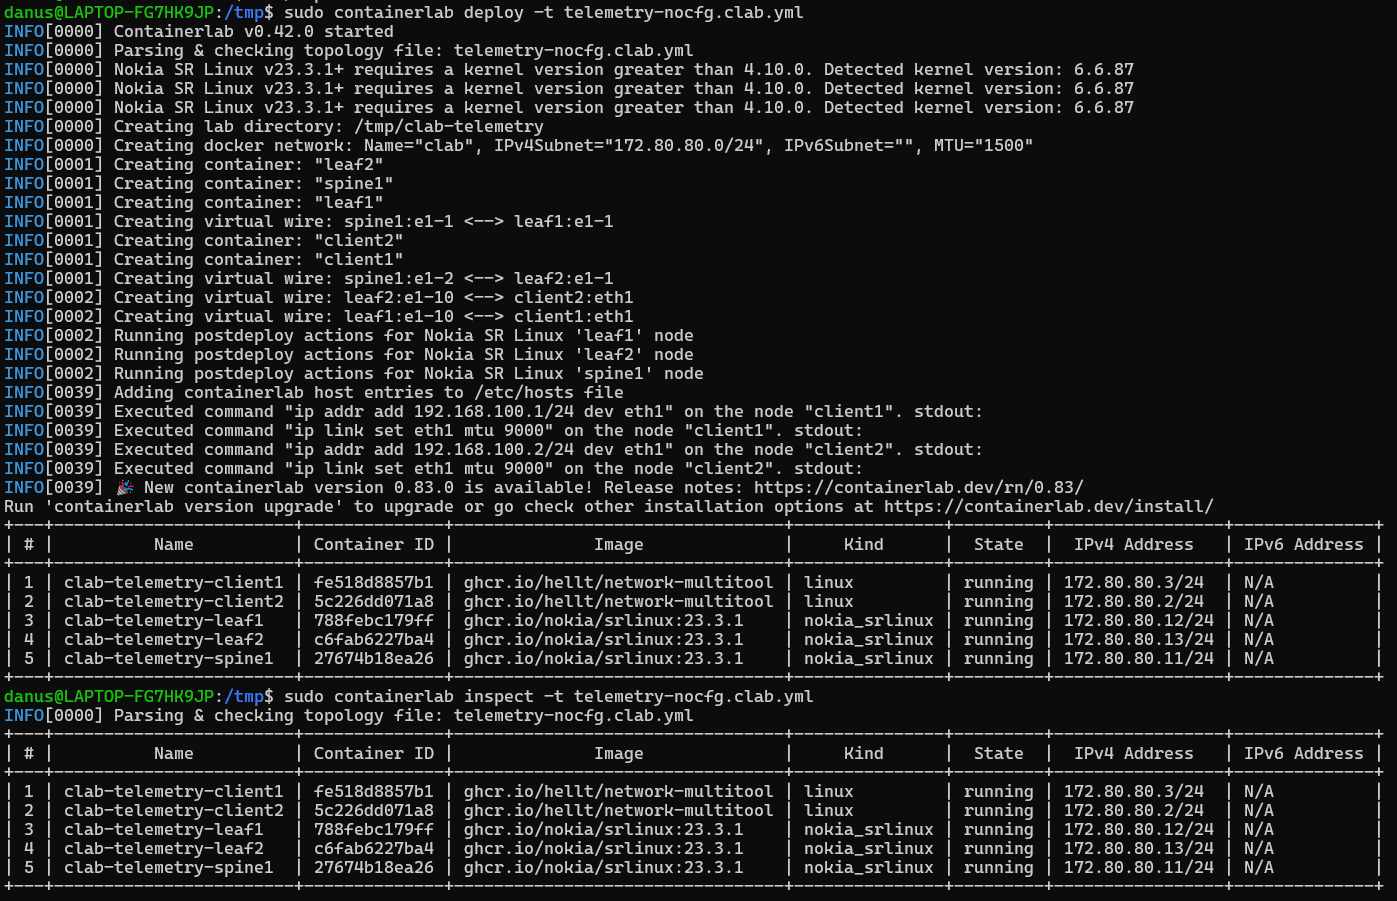 danus@LAPTOP-FG7HK9JP:/tmp$ sudo containerlab deploy -t telemetry-nocfg.clab.yml
INFO[0000] Containerlab v0.42.0 started
INFO[0000] Parsing & checking topology file: telemetry-nocfg.clab.yml
INFO[0000] Nokia SR Linux v23.3.1+ requires a kernel version greater than 4.10.0. Detected kernel version: 6.6.87
INFO[0000] Nokia SR Linux v23.3.1+ requires a kernel version greater than 4.10.0. Detected kernel version: 6.6.87
INFO[0000] Nokia SR Linux v23.3.1+ requires a kernel version greater than 4.10.0. Detected kernel version: 6.6.87
INFO[0000] Creating lab directory: /tmp/clab-telemetry
INFO[0000] Creating docker network: Name="clab", IPv4Subnet="172.80.80.0/24", IPv6Subnet="", MTU="1500"
INFO[0001] Creating container: "leaf2"
INFO[0001] Creating container: "spine1"
INFO[0001] Creating container: "leaf1"
INFO[0001] Creating virtual wire: spine1:e1-1 <--> leaf1:e1-1
INFO[0001] Creating container: "client2"
INFO[0001] Creating container: "client1"
INFO[0001] Creating virtual wire: spine1:e1-2 <--> leaf2:e1-1
INFO[0002] Creating virtual wire: leaf2:e1-10 <--> client2:eth1
INFO[0002] Creating virtual wire: leaf1:e1-10 <--> client1:eth1
INFO[0002] Running postdeploy actions for Nokia SR Linux 'leaf1' node
INFO[0002] Running postdeploy actions for Nokia SR Linux 'leaf2' node
INFO[0002] Running postdeploy actions for Nokia SR Linux 'spine1' node
INFO[0039] Adding containerlab host entries to /etc/hosts file
INFO[0039] Executed command "ip addr add 192.168.100.1/24 dev eth1" on the node "client1". stdout:
INFO[0039] Executed command "ip link set eth1 mtu 9000" on the node "client1". stdout:
INFO[0039] Executed command "ip addr add 192.168.100.2/24 dev eth1" on the node "client2". stdout:
INFO[0039] Executed command "ip link set eth1 mtu 9000" on the node "client2". stdout:
INFO[0039] 🎉 New containerlab version 0.83.0 is available! Release notes: https://containerlab.dev/rn/0.83/
Run 'containerlab version upgrade' to upgrade or go check other installation options at https://containerlab.dev/install/
| # | Name | Container ID | Image | Kind | State | IPv4 Address | IPv6 Address |
| 1 | clab-telemetry-client1 | fe518d8857b1 | ghcr.io/hellt/network-multitool | linux | running | 172.80.80.3/24 | N/A |
| 2 | clab-telemetry-client2 | 5c226dd071a8 | ghcr.io/hellt/network-multitool | linux | running | 172.80.80.2/24 | N/A |
| 3 | clab-telemetry-leaf1 | 788febc179ff | ghcr.io/nokia/srlinux:23.3.1 | nokia_srlinux | running | 172.80.80.12/24 | N/A |
| 4 | clab-telemetry-leaf2 | c6fab6227ba4 | ghcr.io/nokia/srlinux:23.3.1 | nokia_srlinux | running | 172.80.80.13/24 | N/A |
| 5 | clab-telemetry-spine1 | 27674b18ea26 | ghcr.io/nokia/srlinux:23.3.1 | nokia_srlinux | running | 172.80.80.11/24 | N/A |
danus@LAPTOP-FG7HK9JP:/tmp$ sudo containerlab inspect -t telemetry-nocfg.clab.yml
INFO[0000] Parsing & checking topology file: telemetry-nocfg.clab.yml
| # | Name | Container ID | Image | Kind | State | IPv4 Address | IPv6 Address |
| 1 | clab-telemetry-client1 | fe518d8857b1 | ghcr.io/hellt/network-multitool | linux | running | 172.80.80.3/24 | N/A |
| 2 | clab-telemetry-client2 | 5c226dd071a8 | ghcr.io/hellt/network-multitool | linux | running | 172.80.80.2/24 | N/A |
| 3 | clab-telemetry-leaf1 | 788febc179ff | ghcr.io/nokia/srlinux:23.3.1 | nokia_srlinux | running | 172.80.80.12/24 | N/A |
| 4 | clab-telemetry-leaf2 | c6fab6227ba4 | ghcr.io/nokia/srlinux:23.3.1 | nokia_srlinux | running | 172.80.80.13/24 | N/A |
| 5 | clab-telemetry-spine1 | 27674b18ea26 | ghcr.io/nokia/srlinux:23.3.1 | nokia_srlinux | running | 172.80.80.11/24 | N/A |